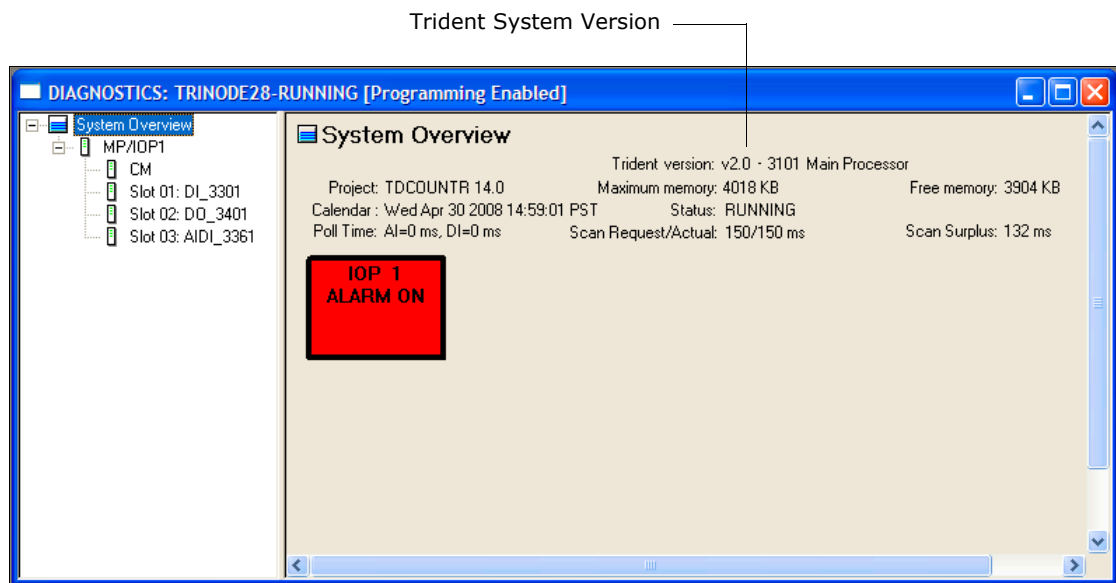 Trident System Version
DIAGNOSTICS: TRINODE28-RUNNING [Programming Enabled]
System Overview
MP/IOP1
CM
Slot 01: DI_3301
Slot 02: DO_3401
Slot 03: AIDI_3361
System Overview
Trident version: v2.0 - 3101 Main Processor
Project: TDCOUNTR 14.0 Maximum memory: 4018 KB Free memory: 3904 KB
Calendar : Wed Apr 30 2008 14:59:01 PST Status: RUNNING
Poll Time: AI=0 ms, DI=0 ms Scan Request/Actual: 150/150 ms Scan Surplus: 132 ms
IOP 1
ALARM ON